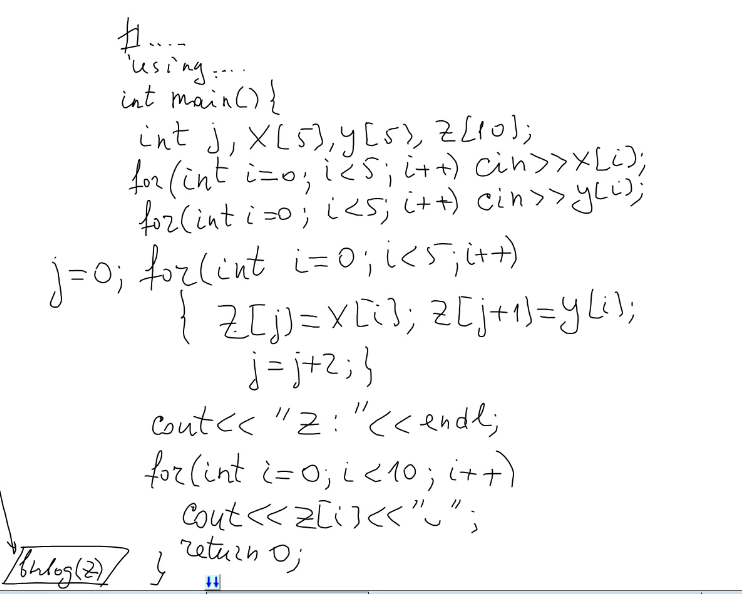 #....
using....
int main(){
int j, X[5], y[5], Z[10];
for(int i=0; i<5; i++) cin>>X[i];
for(int i=0; i<5; i++) cin>>y[i];
j=0; for(int i=0; i<5; i++)
{ Z[j]=X[i]; Z[j+1]=y[i];
j=j+2;}
cout<< "Z:"<<endl;
for(int i=0; i<10; i++)
cout<<Z[i]<<"⌣";
return 0;
}